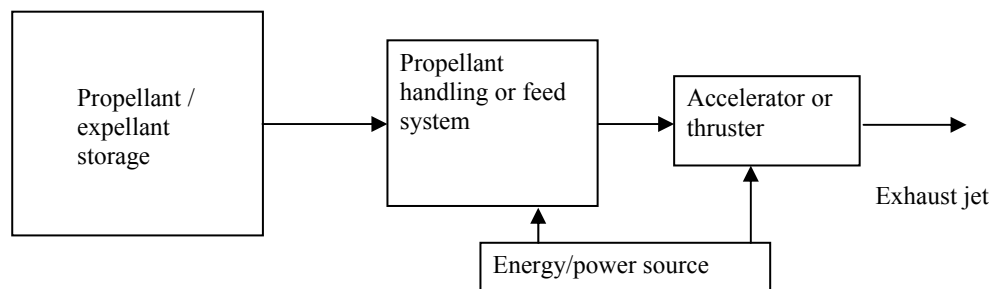 Propellant /
expellant
storage
Propellant
handling or feed
system
Accelerator or
thruster
Exhaust jet
Energy/power source